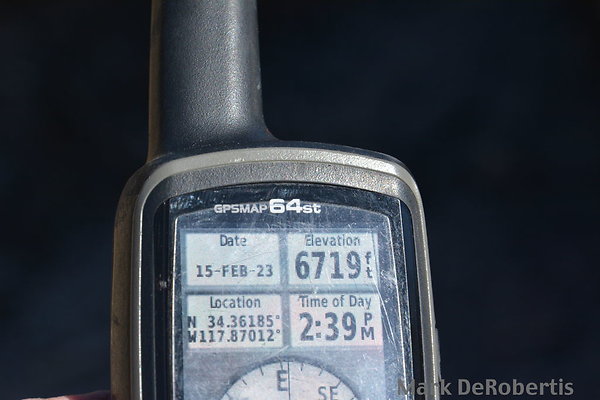 GPSMAP 64st
Date
15-FEB-23
Elevation
6719 ft
Location
N 34.36185°
W117.87012°
Time of Day
2:39 PM
E
SE
Mark DeRobertis